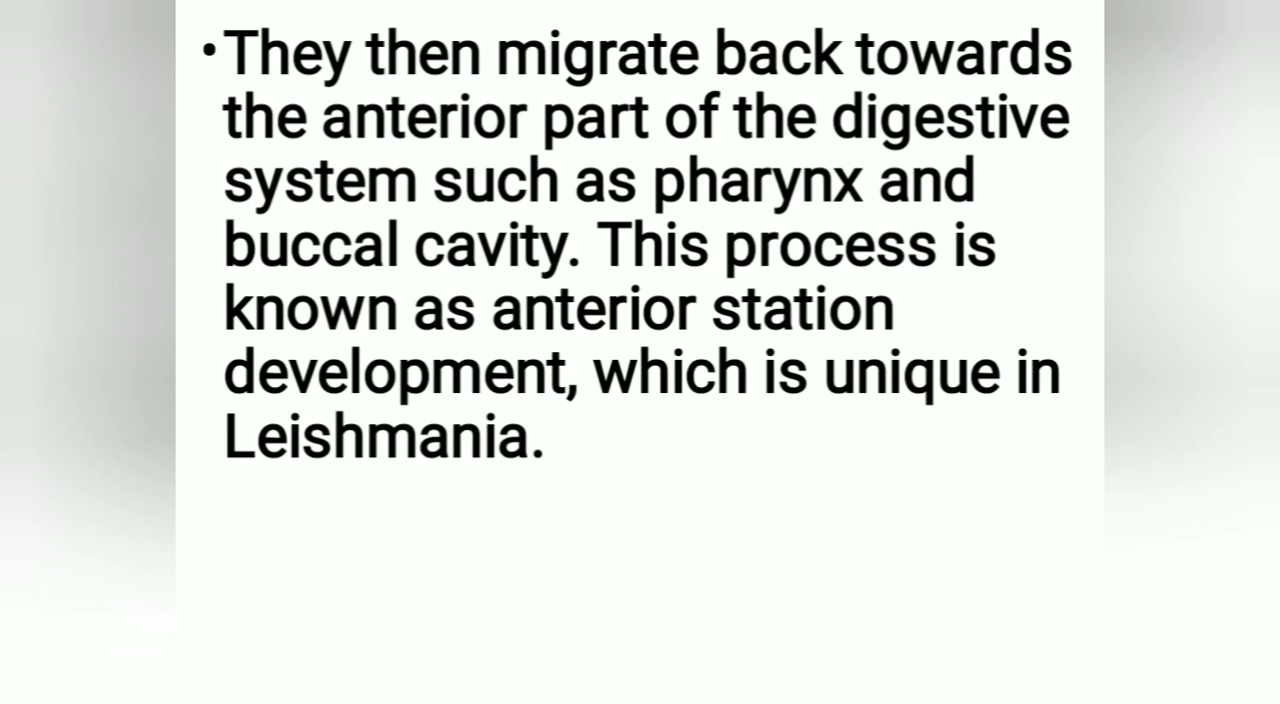 •They then migrate back towards
the anterior part of the digestive
system such as pharynx and
buccal cavity. This process is
known as anterior station
development, which is unique in
Leishmania.